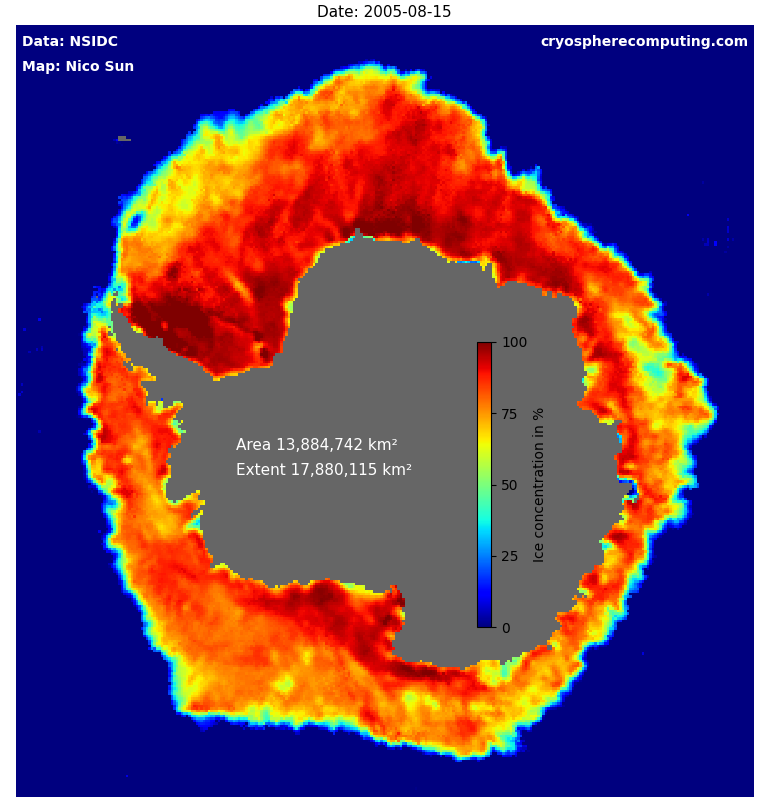 Date: 2005-08-15
Data: NSIDC
cryospherecomputing.com
Map: Nico Sun
100
75
50
25
0
Ice concentration in %
Area 13,884,742 km²
Extent 17,880,115 km²